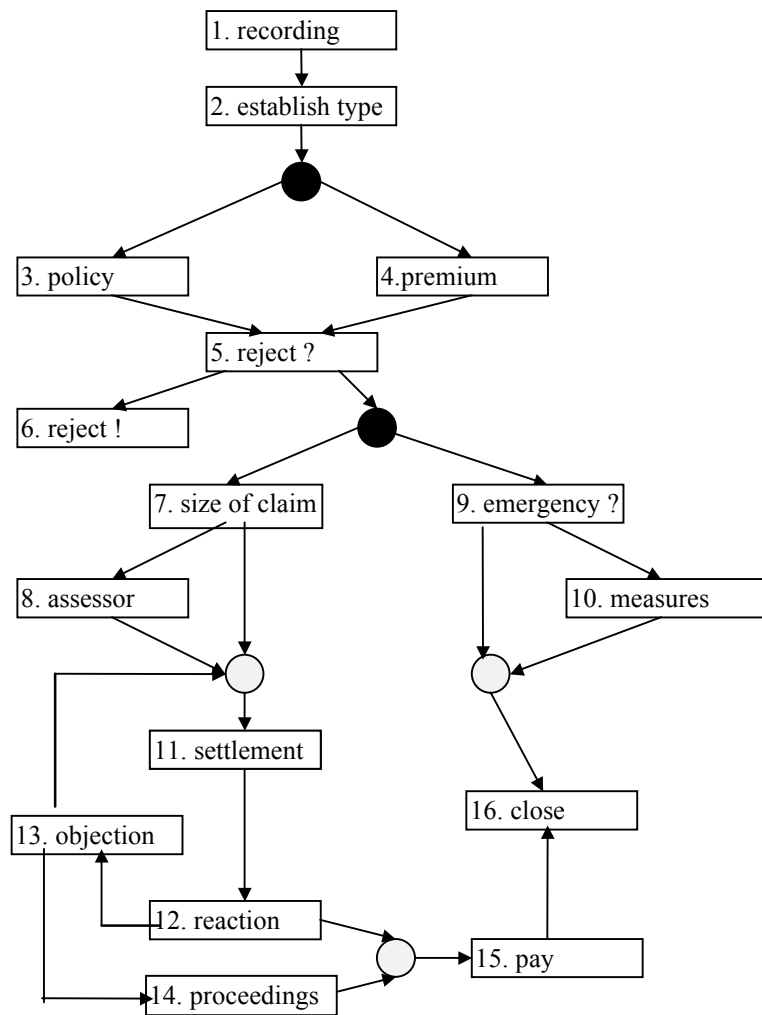 1. recording
2. establish type
3. policy
4.premium
5. reject ?
6. reject !
7. size of claim
9. emergency ?
8. assessor
10. measures
11. settlement
16. close
13. objection
12. reaction
15. pay
14. proceedings